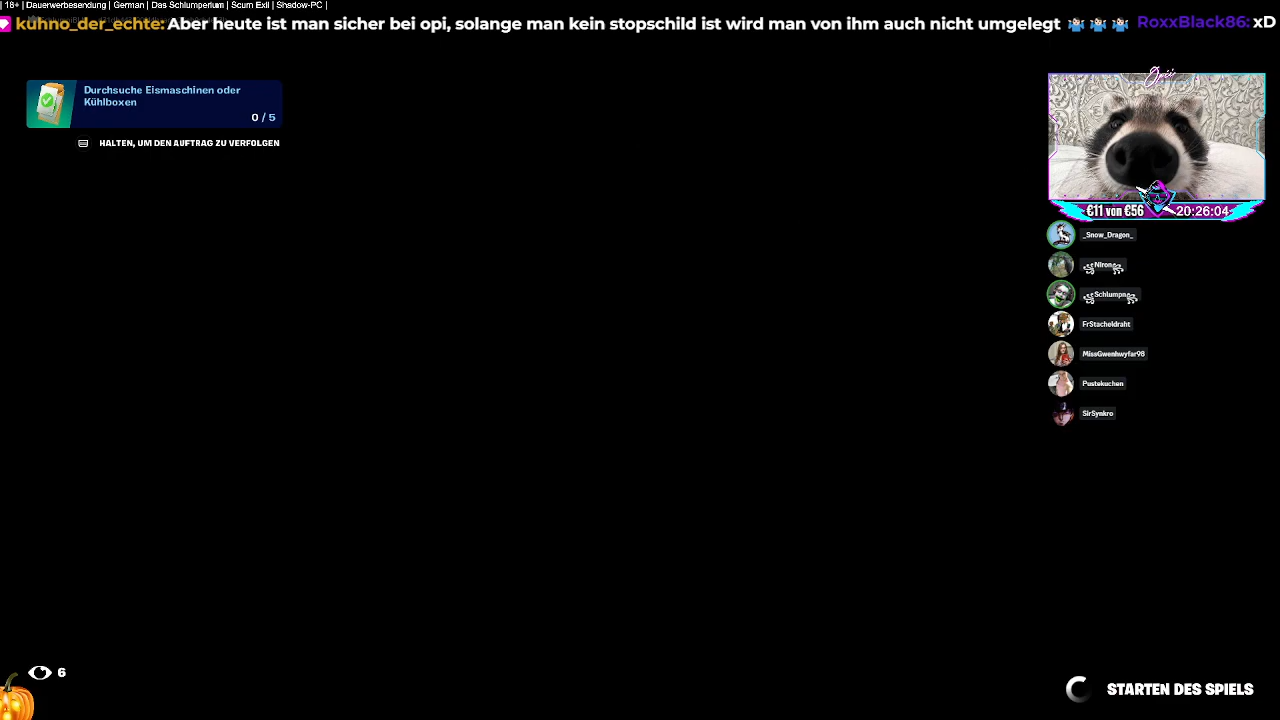 | 18+ | Dauerwerbesendung | German | Das Schlumperium | Scum Exil | Shadow-PC |
kuhno_der_echte: Aber heute ist man sicher bei opi, solange man kein stopschild ist wird man von ihm auch nicht umgelegt 🤷🏻‍♂️ 🤷🏻‍♂️ 🤷🏻‍♂️ RoxxBlack86: xD
Durchsuche Eismaschinen oder
Kühlboxen
0 / 5
HALTEN, UM DEN AUFTRAG ZU VERFOLGEN
Opii
€11 von €56
20:26:04
_Snow_Dragon_
Niron
Schlumpn
FrStacheldraht
MissGwenhwyfar98
Pustekuchen
SirSynkro
6
STARTEN DES SPIELS